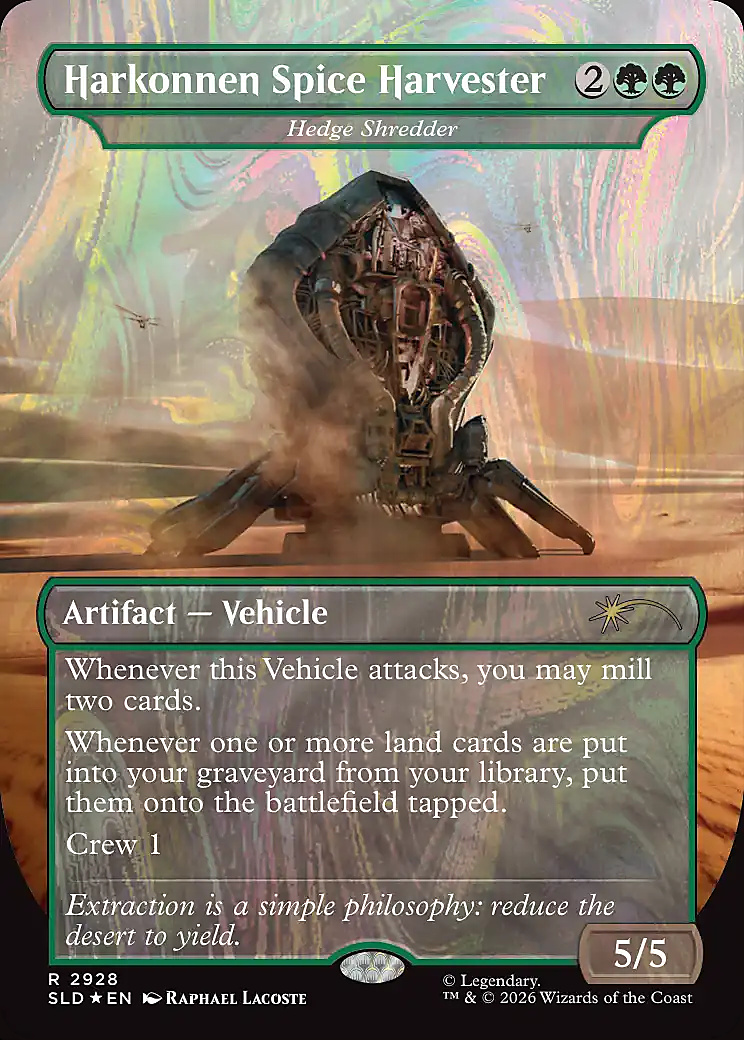 Harkonnen Spice Harvester 2
Hedge Shredder
Artifact — Vehicle
Whenever this Vehicle attacks, you may mill
two cards.
Whenever one or more land cards are put
into your graveyard from your library, put
them onto the battlefield tapped.
Crew 1
Extraction is a simple philosophy: reduce the
desert to yield.
5/5
R 2928
SLD ★ EN Raphael Lacoste
© Legendary.
™ & © 2026 Wizards of the Coast